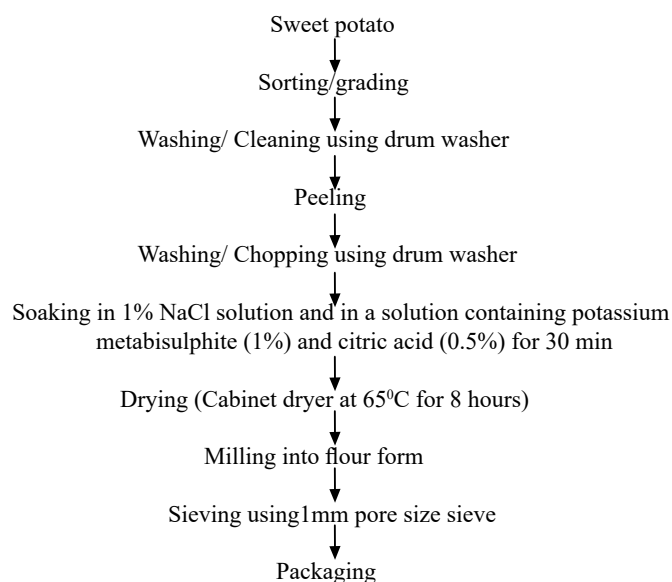 Sweet potato
Sorting/grading
Washing/ Cleaning using drum washer
Peeling
Washing/ Chopping using drum washer
Soaking in 1% NaCl solution and in a solution containing potassium
metabisulphite (1%) and citric acid (0.5%) for 30 min
Drying (Cabinet dryer at 65⁰C for 8 hours)
Milling into flour form
Sieving using1mm pore size sieve
Packaging